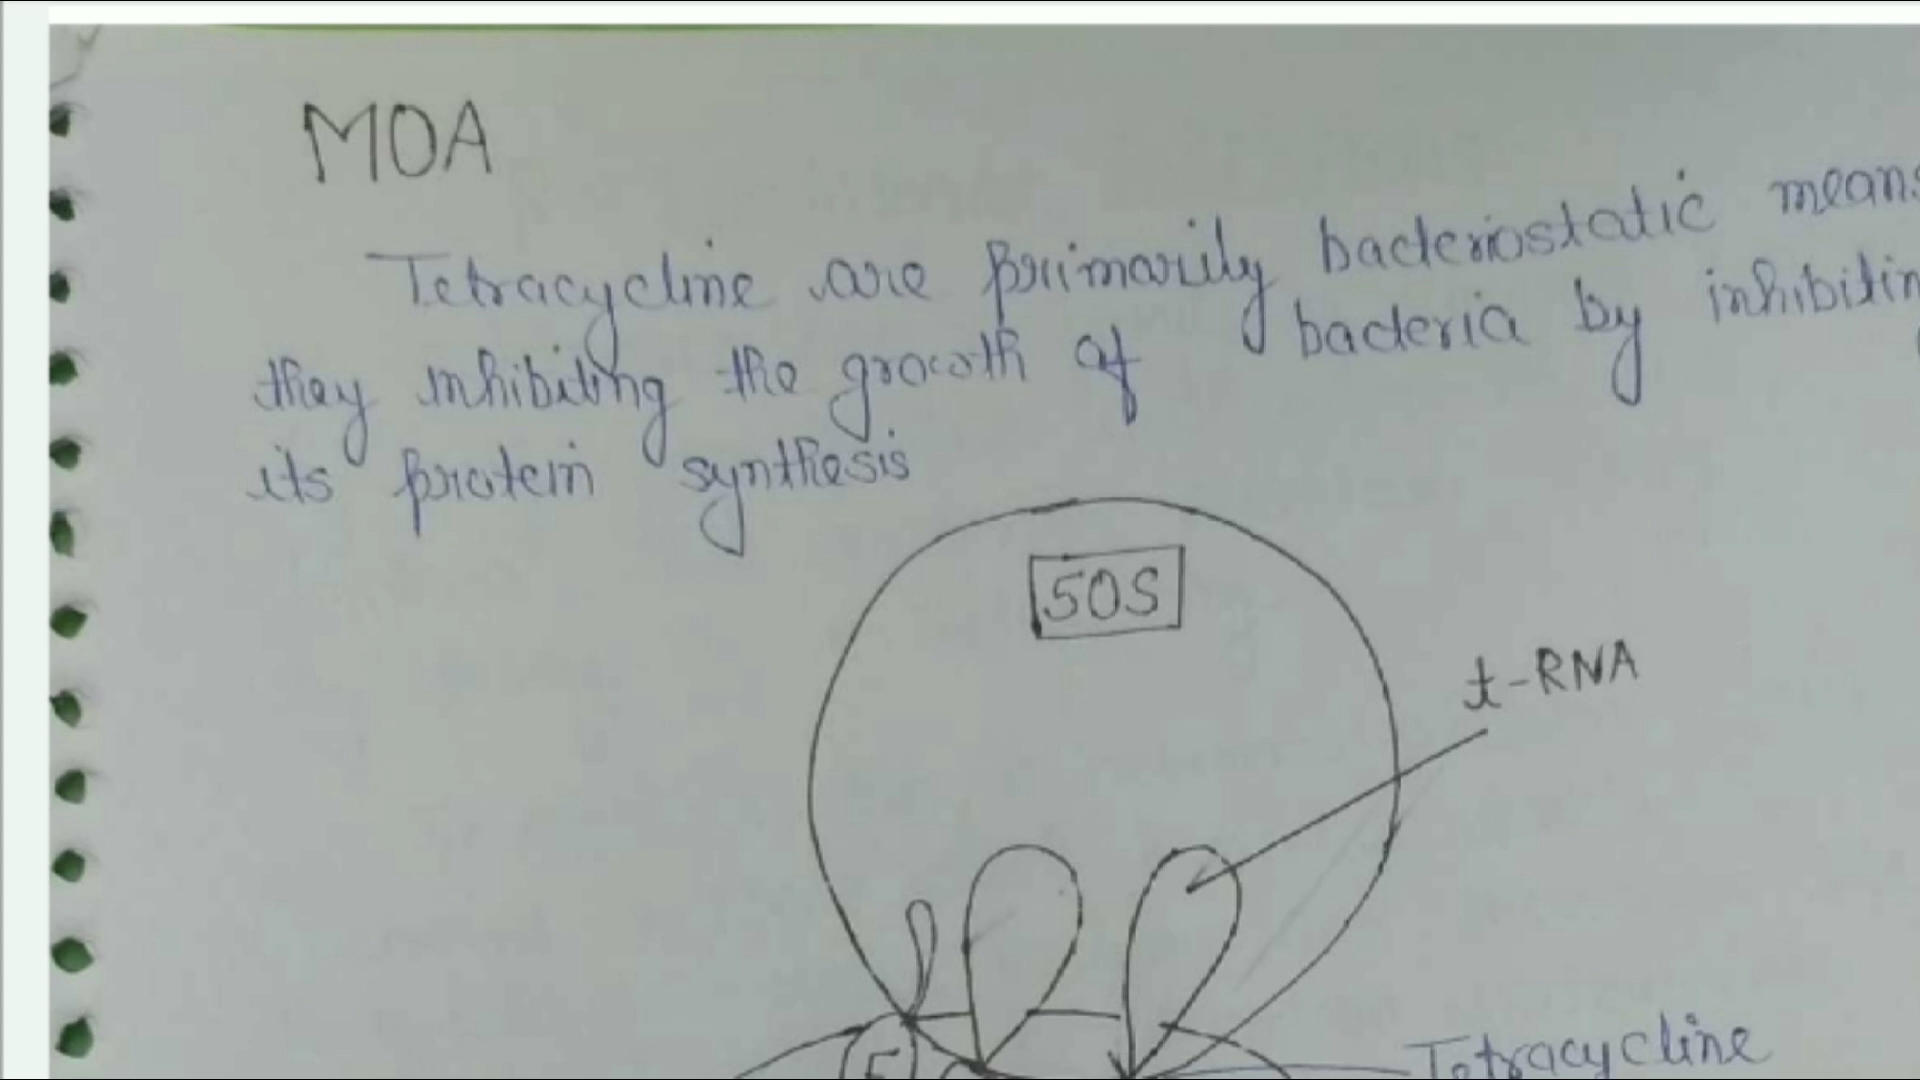 MOA
Tetracycline are primarily bacteriostatic means
they inhibiting the growth of bacteria by inhibitin
its protein synthesis
50S
t-RNA
Tetracycline
E